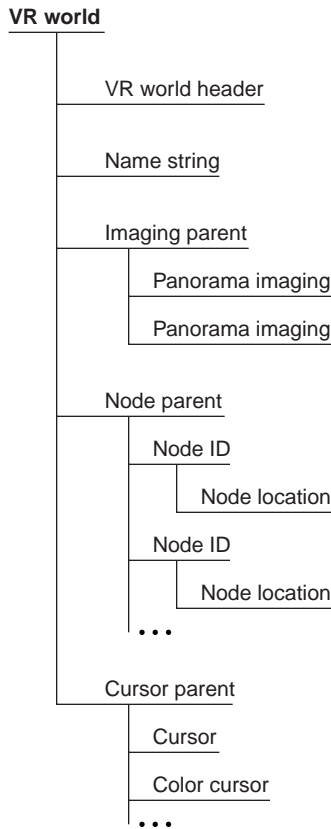 VR world
VR world header
Name string
Imaging parent
Panorama imaging
Panorama imaging
Node parent
Node ID
Node location
Node ID
Node location
• • •
Cursor parent
Cursor
Color cursor
• • •